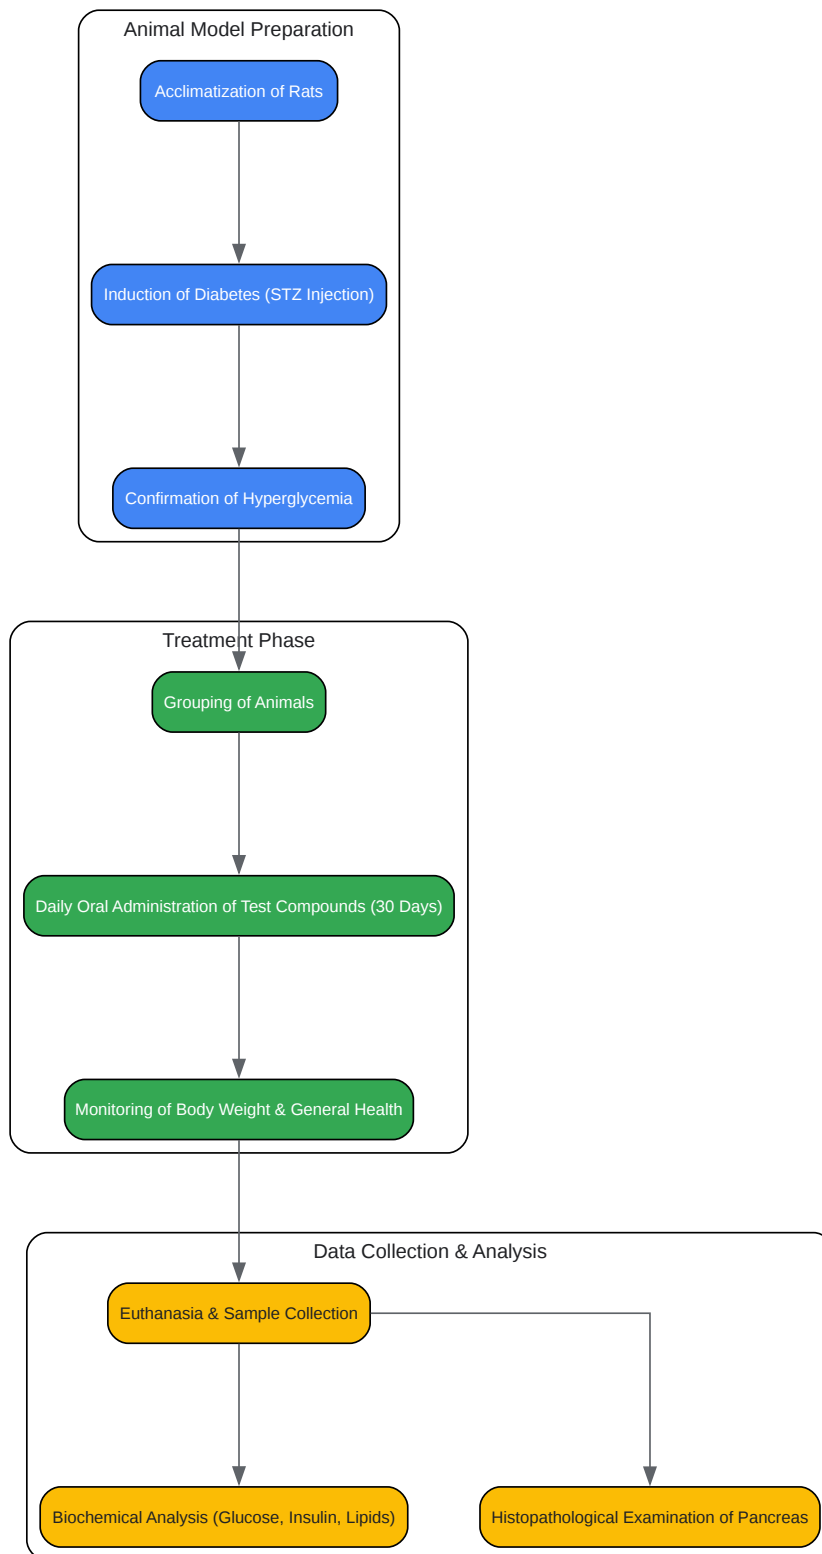 Animal Model Preparation
Acclimatization of Rats
Induction of Diabetes (STZ Injection)
Confirmation of Hyperglycemia
Treatment Phase
Grouping of Animals
Daily Oral Administration of Test Compounds (30 Days)
Monitoring of Body Weight & General Health
Data Collection & Analysis
Euthanasia & Sample Collection
Biochemical Analysis (Glucose, Insulin, Lipids)
Histopathological Examination of Pancreas